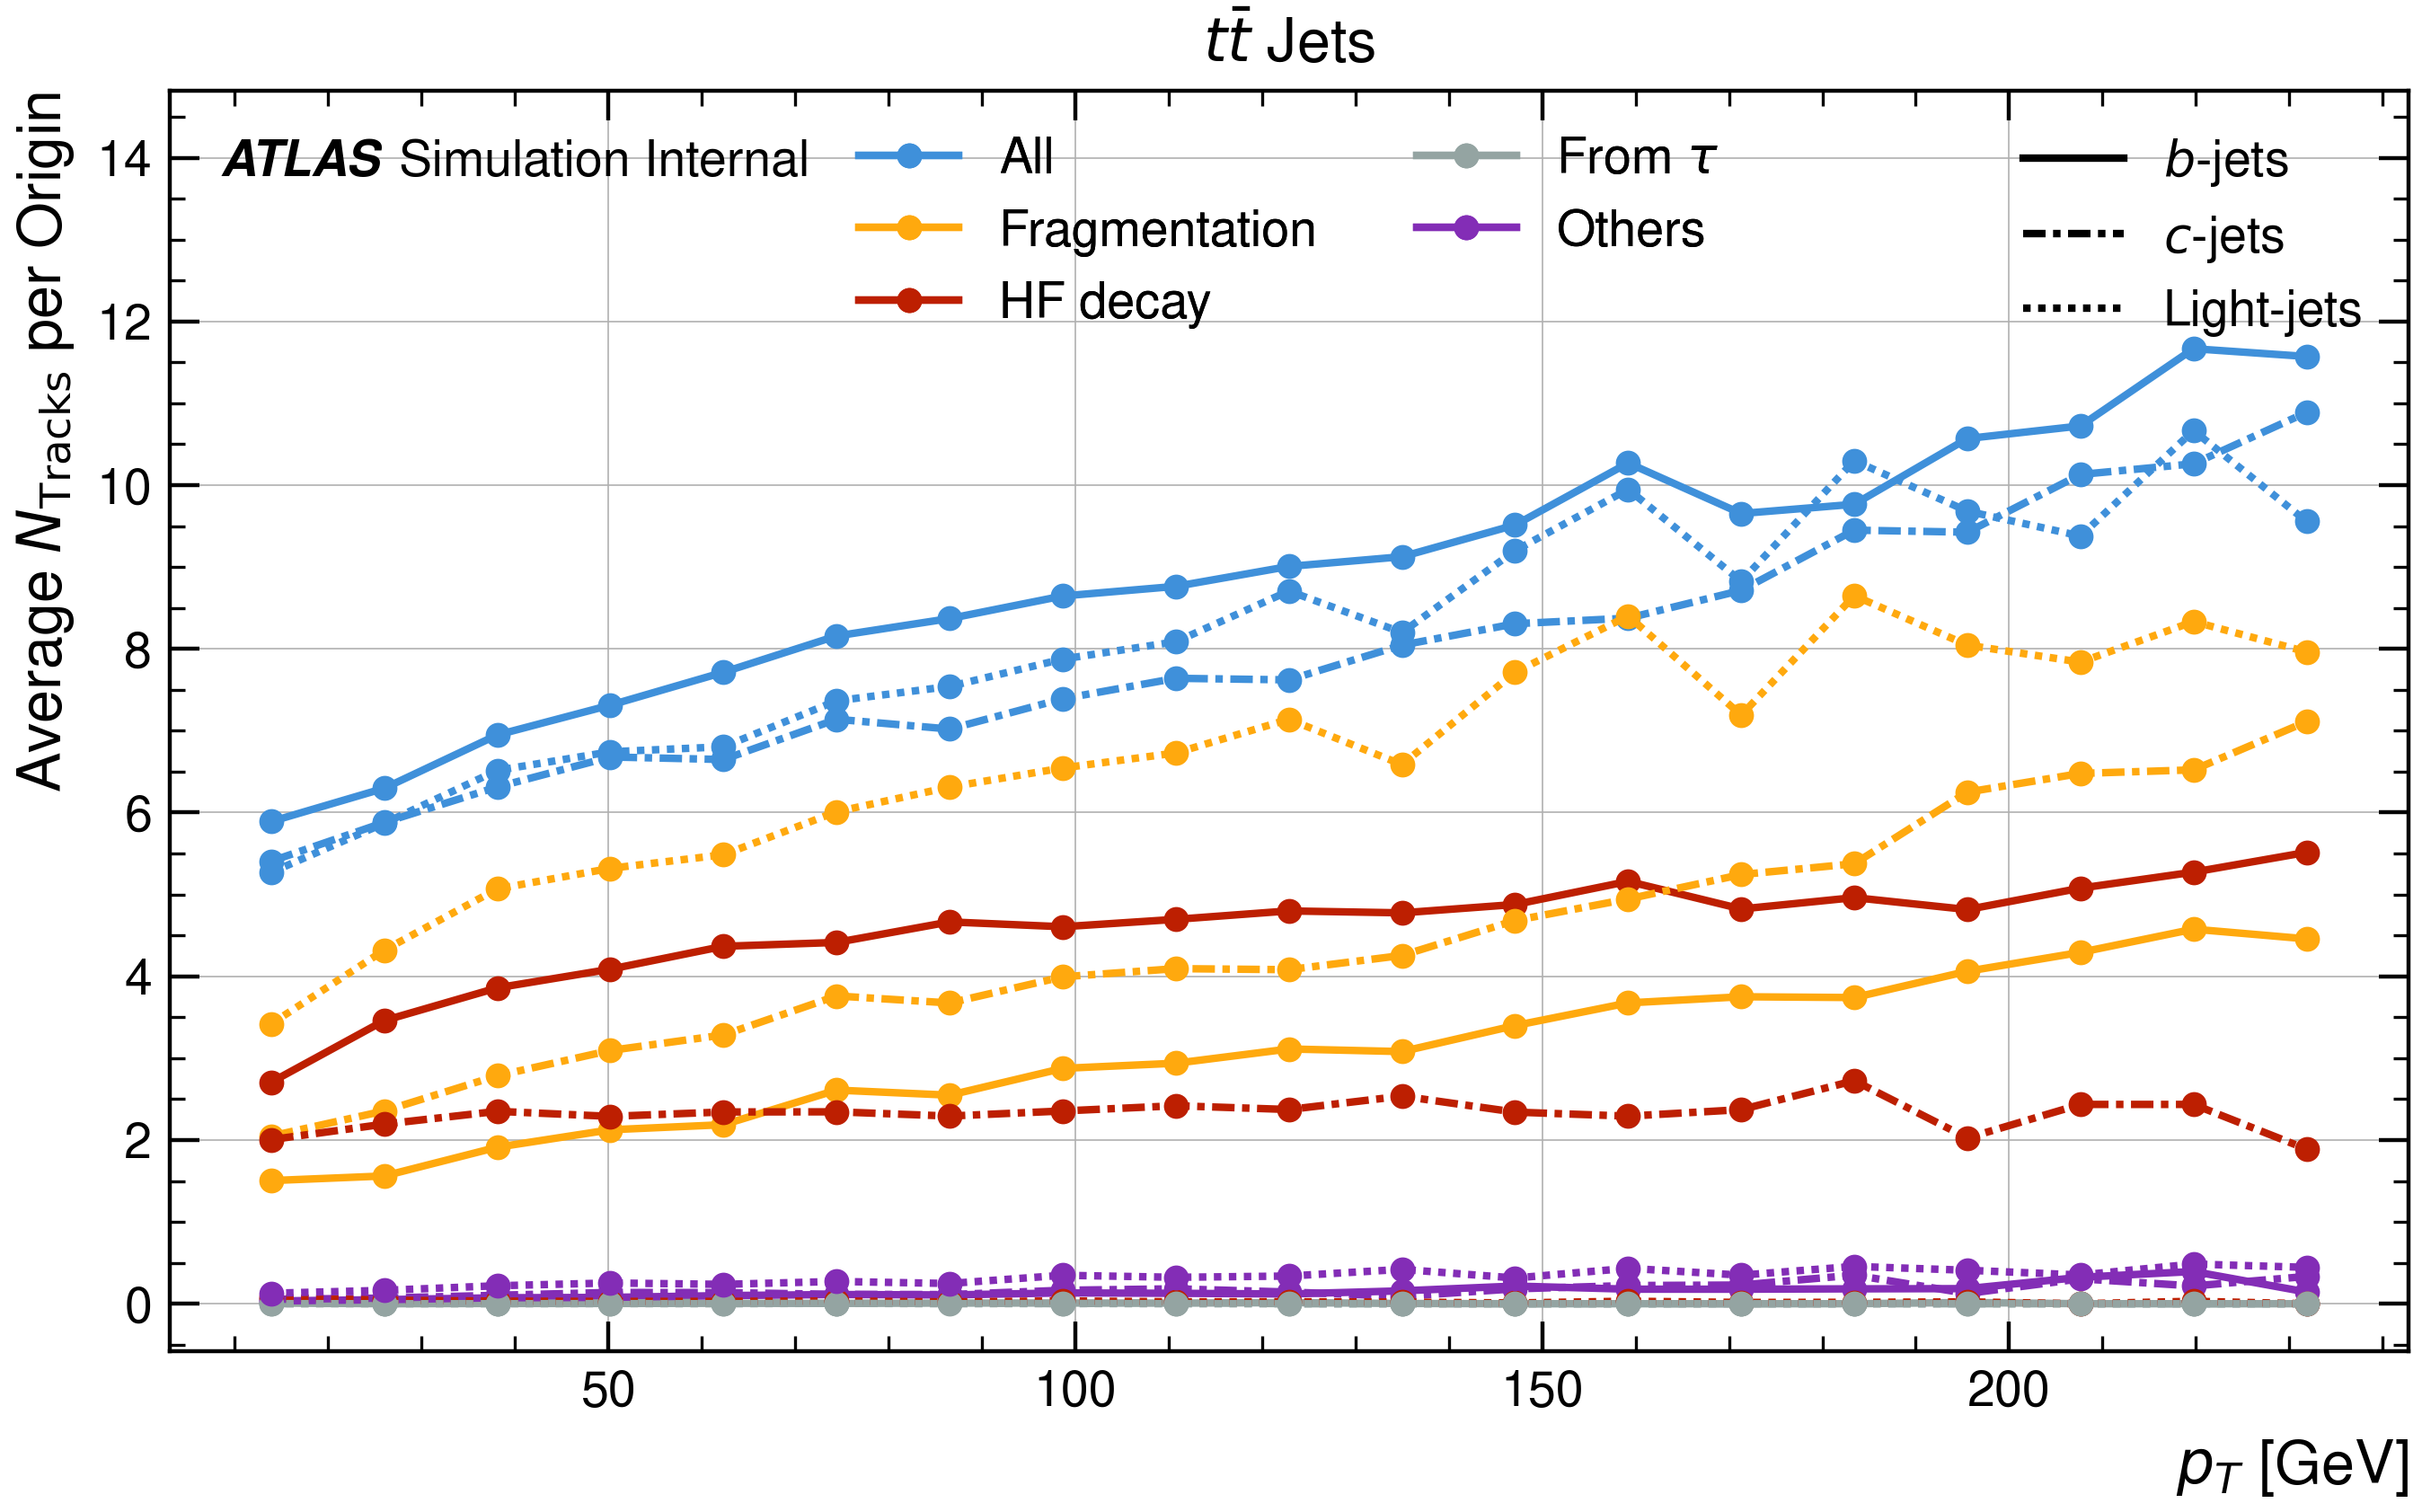 tt̄ Jets
Average N_Tracks per Origin
14
12
10
8
6
4
2
0
ATLAS Simulation Internal
All
Fragmentation
HF decay
From τ
Others
b-jets
c-jets
Light-jets
50 100 150 200
p_T [GeV]